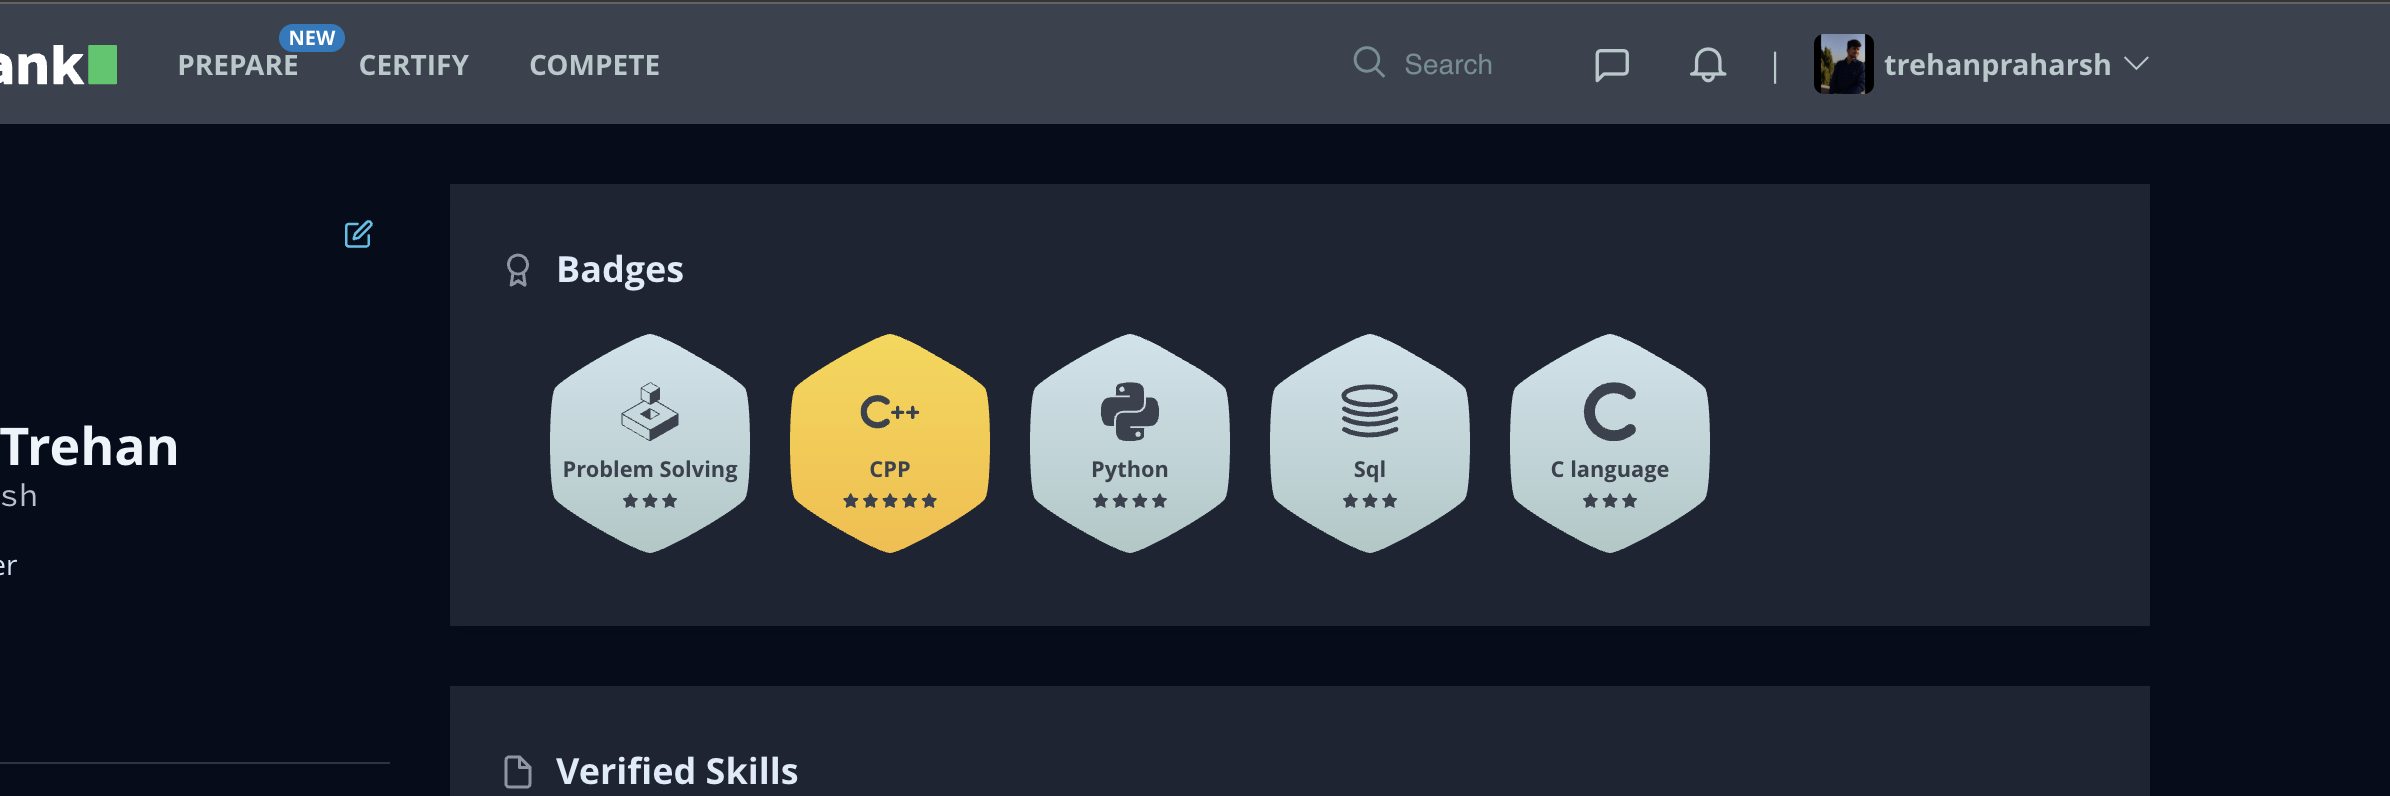 ank
PREPARE
NEW
CERTIFY
COMPETE
Search
trehanpraharsh
Trehan
sh
er
Badges
Problem Solving
C++
CPP
Python
Sql
C
C language
Verified Skills